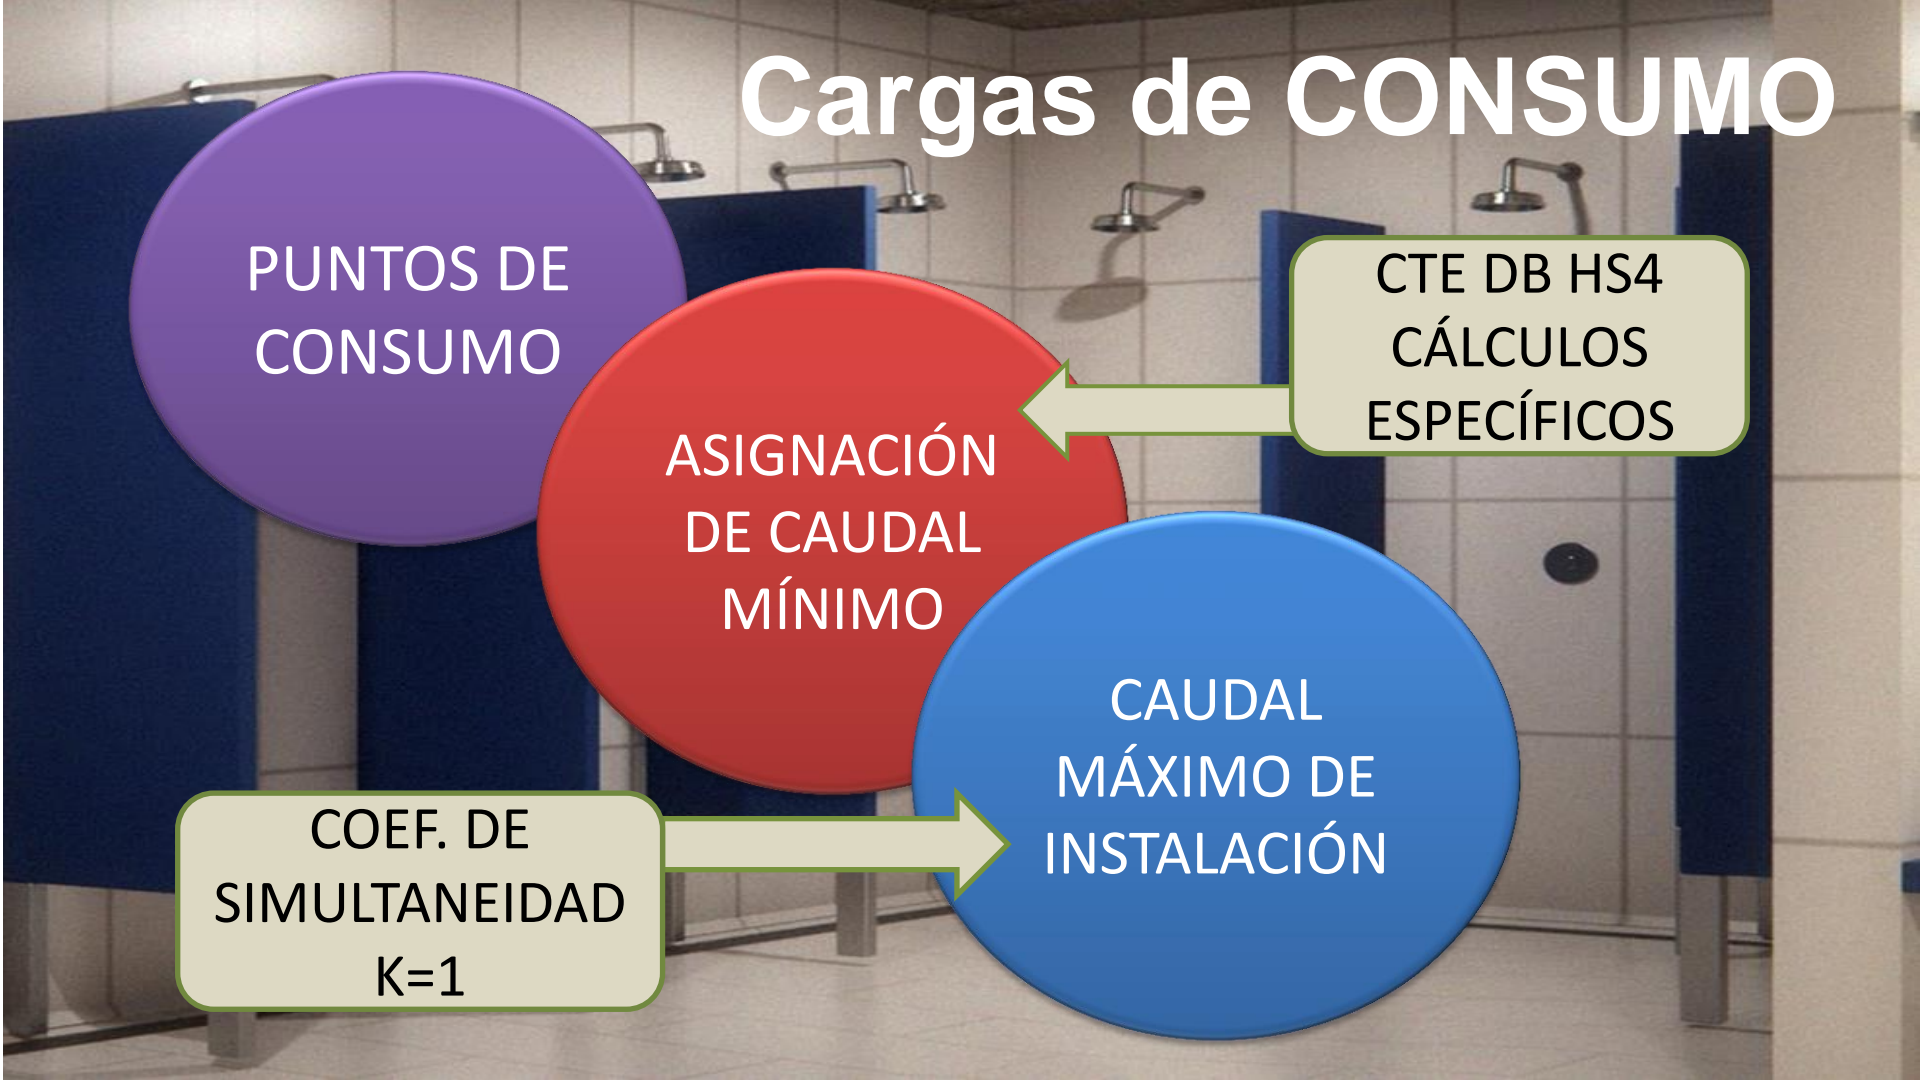 Cargas de CONSUMO
PUNTOS DE
CONSUMO
ASIGNACIÓN
DE CAUDAL
MÍNIMO
CTE DB HS4
CÁLCULOS
ESPECÍFICOS
CAUDAL
MÁXIMO DE
INSTALACIÓN
COEF. DE
SIMULTANEIDAD
K=1